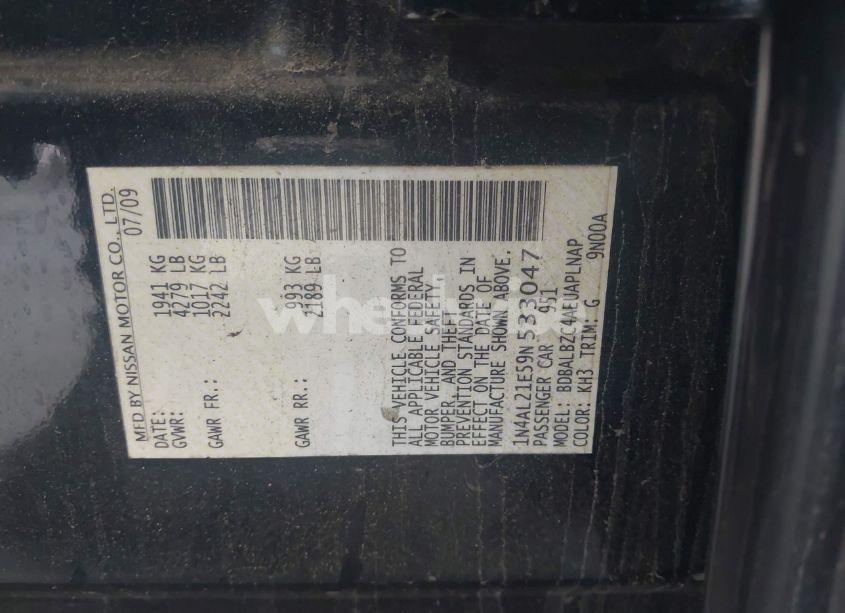 MFD BY NISSAN MOTOR CO., LTD.
DATE: 07/09
GVWR: 1941 KG
4279 LB
GAWR FR.: 1017 KG
2242 LB
GAWR RR.: 993 KG
2189 LB
THIS VEHICLE CONFORMS TO
ALL APPLICABLE FEDERAL
MOTOR VEHICLE SAFETY,
BUMPER, AND THEFT
PREVENTION STANDARDS IN
EFFECT ON THE DATE OF
MANUFACTURE SHOWN ABOVE.
1N4AL21E59N533047
PASSENGER CAR 951
MODEL: BDBALBZC4AEUAPLNAP
COLOR: KH3 TRIM: G 9N00A